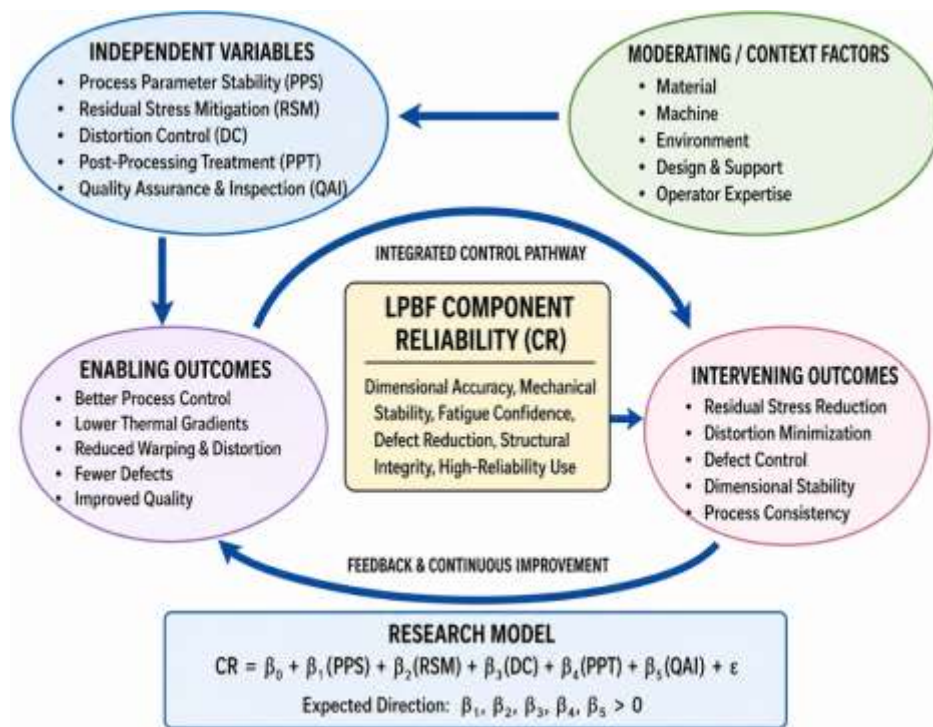 INDEPENDENT VARIABLES
• Process Parameter Stability (PPS)
• Residual Stress Mitigation (RSM)
• Distortion Control (DC)
• Post-Processing Treatment (PPT)
• Quality Assurance & Inspection (QAI)
MODERATING / CONTEXT FACTORS
• Material
• Machine
• Environment
• Design & Support
• Operator Expertise
INTEGRATED CONTROL PATHWAY
LPBF COMPONENT
RELIABILITY (CR)
Dimensional Accuracy, Mechanical
Stability, Fatigue Confidence,
Defect Reduction, Structural
Integrity, High-Reliability Use
ENABLING OUTCOMES
• Better Process Control
• Lower Thermal Gradients
• Reduced Warping & Distortion
• Fewer Defects
• Improved Quality
INTERVENING OUTCOMES
• Residual Stress Reduction
• Distortion Minimization
• Defect Control
• Dimensional Stability
• Process Consistency
FEEDBACK & CONTINUOUS IMPROVEMENT
RESEARCH MODEL
CR = β₀ + β₁(PPS) + β₂(RSM) + β₃(DC) + β₄(PPT) + β₅(QAI) + ε
Expected Direction: β₁, β₂, β₃, β₄, β₅ > 0